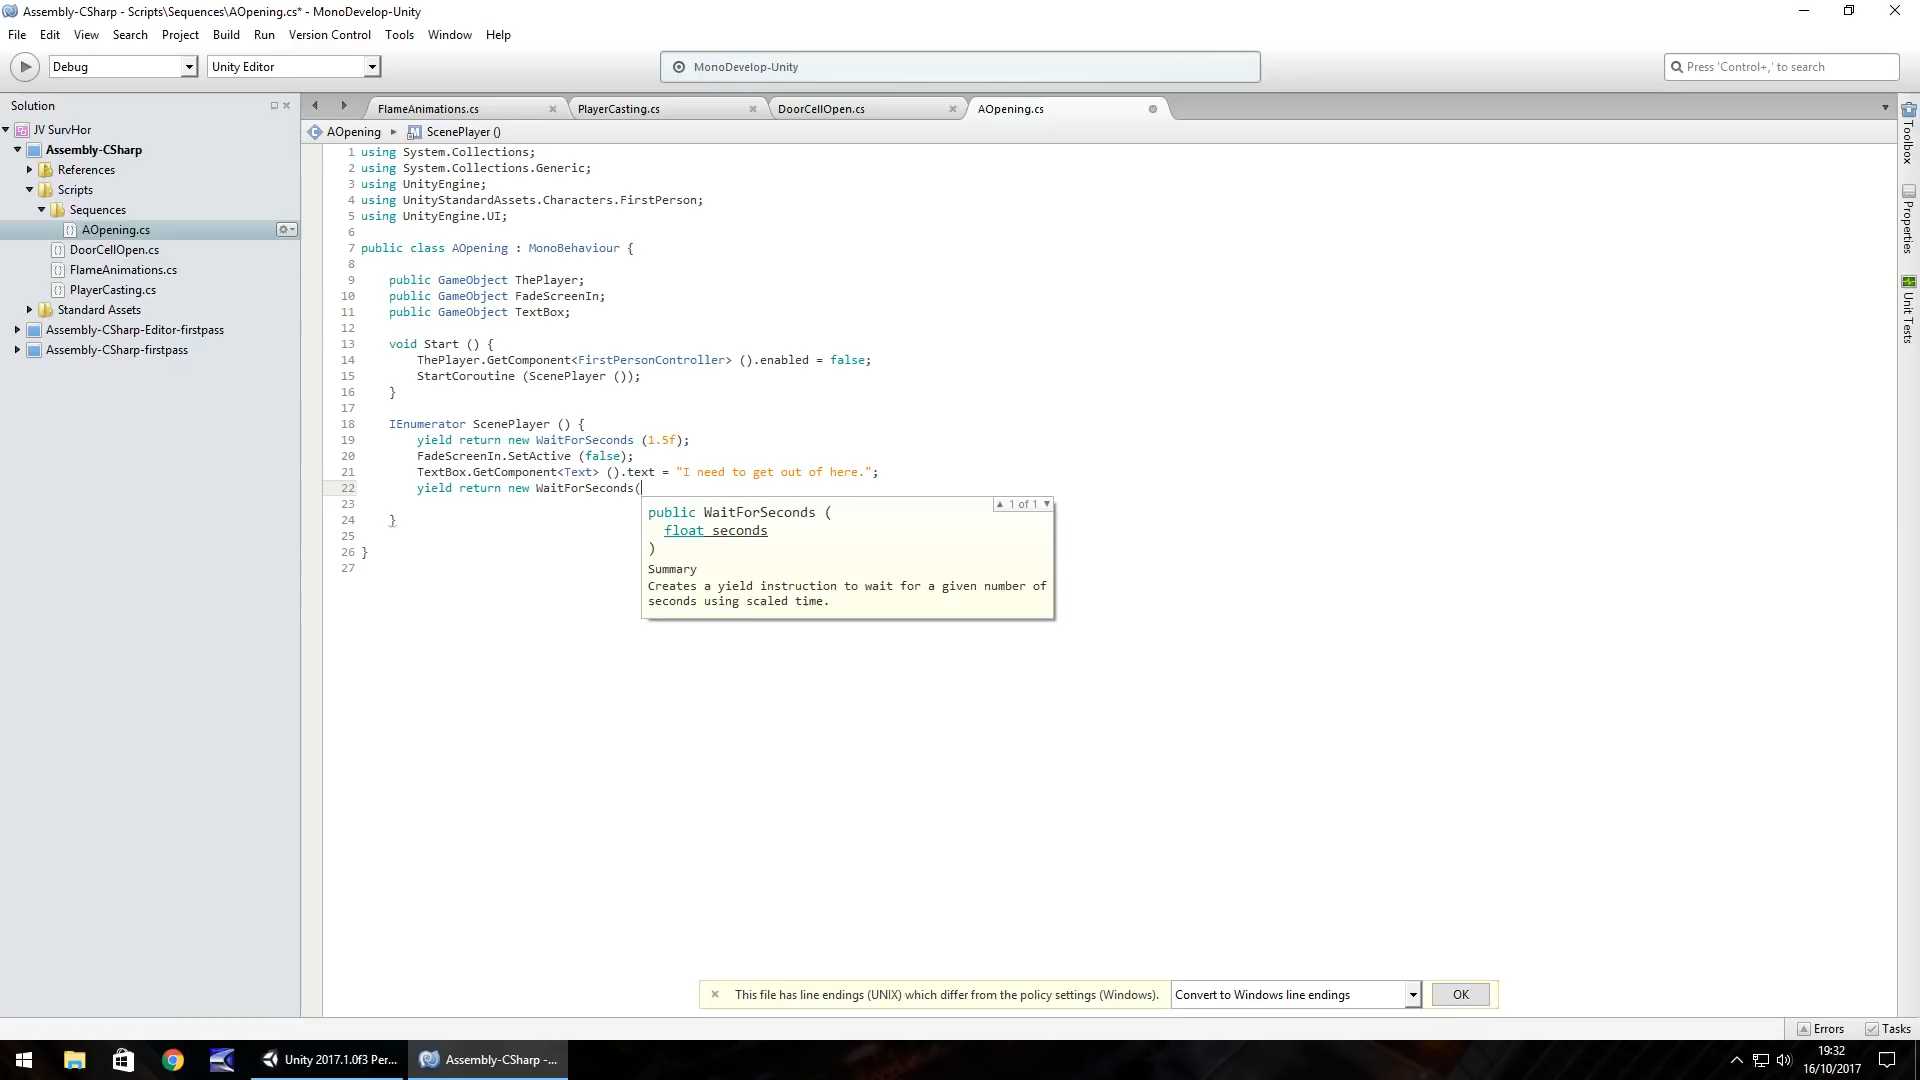 Assembly-CSharp - Scripts\Sequences\AOpening.cs* - MonoDevelop-Unity
File Edit View Search Project Build Run Version Control Tools Window Help
Debug Unity Editor MonoDevelop-Unity Press 'Control+,' to search
Solution
JV SurvHor
Assembly-CSharp
References
Scripts
Sequences
AOpening.cs
DoorCellOpen.cs
FlameAnimations.cs
PlayerCasting.cs
Standard Assets
Assembly-CSharp-Editor-firstpass
Assembly-CSharp-firstpass
FlameAnimations.cs PlayerCasting.cs DoorCellOpen.cs AOpening.cs
AOpening ScenePlayer ()
1 using System.Collections;
2 using System.Collections.Generic;
3 using UnityEngine;
4 using UnityStandardAssets.Characters.FirstPerson;
5 using UnityEngine.UI;
6
7 public class AOpening : MonoBehaviour {
8
9 public GameObject ThePlayer;
10 public GameObject FadeScreenIn;
11 public GameObject TextBox;
12
13 void Start () {
14 ThePlayer.GetComponent<FirstPersonController> ().enabled = false;
15 StartCoroutine (ScenePlayer ());
16 }
17
18 IEnumerator ScenePlayer () {
19 yield return new WaitForSeconds (1.5f);
20 FadeScreenIn.SetActive (false);
21 TextBox.GetComponent<Text> ().text = "I need to get out of here.";
22 yield return new WaitForSeconds(
23
24 }
25
26 }
27
1 of 1
public WaitForSeconds (
float seconds
)
Summary
Creates a yield instruction to wait for a given number of
seconds using scaled time.
Toolbox
Properties
Unit Tests
This file has line endings (UNIX) which differ from the policy settings (Windows). Convert to Windows line endings OK
Errors Tasks
Unity 2017.1.0f3 Per... Assembly-CSharp -...
19:32
16/10/2017